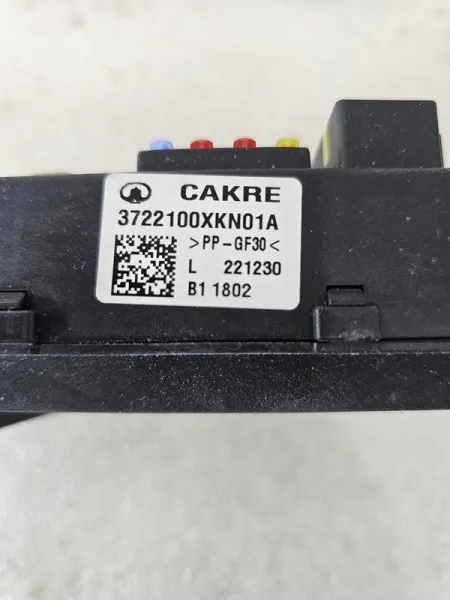 CAKRE
3722100XKN01A
>PP-GF30<
L 221230
B1 1802